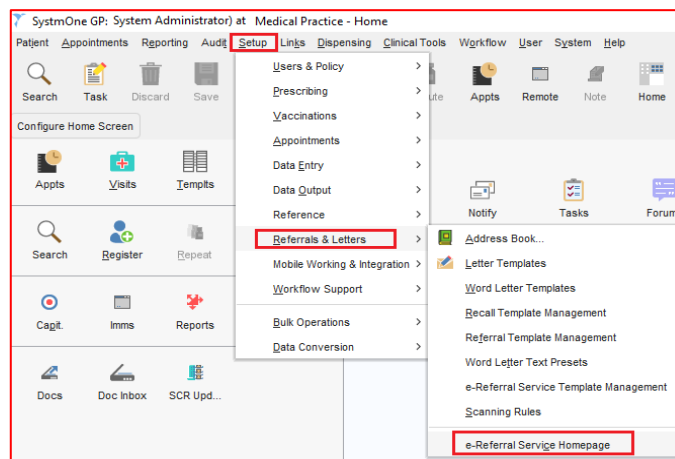 SystmOne GP: System Administrator) at Medical Practice - Home
Patient Appointments Reporting Audit Setup Links Dispensing Clinical Tools Workflow User System Help
Search Task Discard Save Appts Remote Note Home
Configure Home Screen
Appts Visits Templts
Search Register Repeat
Capit. Imms Reports
Docs Doc Inbox SCR Upd...
Users & Policy
Prescribing
Vaccinations
Appointments
Data Entry
Data Output
Reference
Referrals & Letters
Mobile Working & Integration
Workflow Support
Bulk Operations
Data Conversion
Notify Tasks Forum
Address Book...
Letter Templates
Word Letter Templates
Recall Template Management
Referral Template Management
Word Letter Text Presets
e-Referral Service Template Management
Scanning Rules
e-Referral Service Homepage